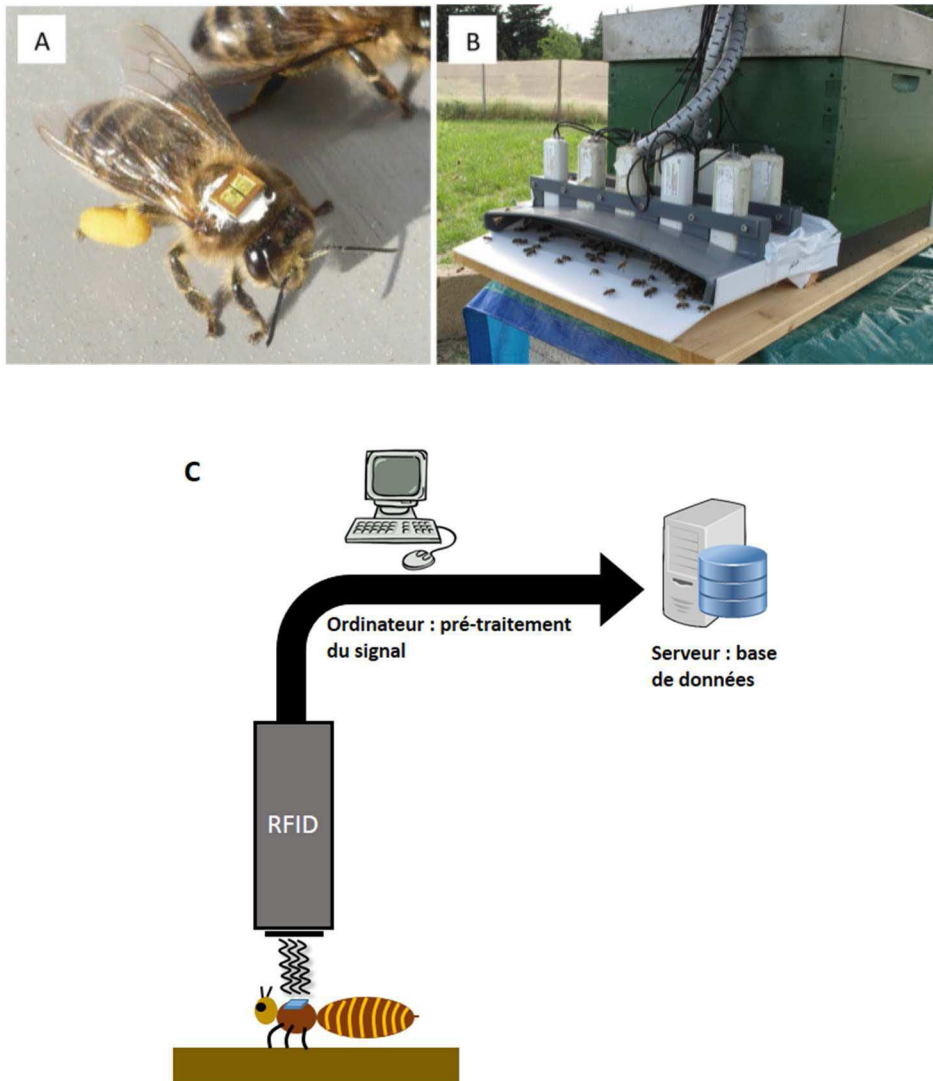 A
B
C
Ordinateur : pré-traitement
du signal
Serveur : base
de données
RFID